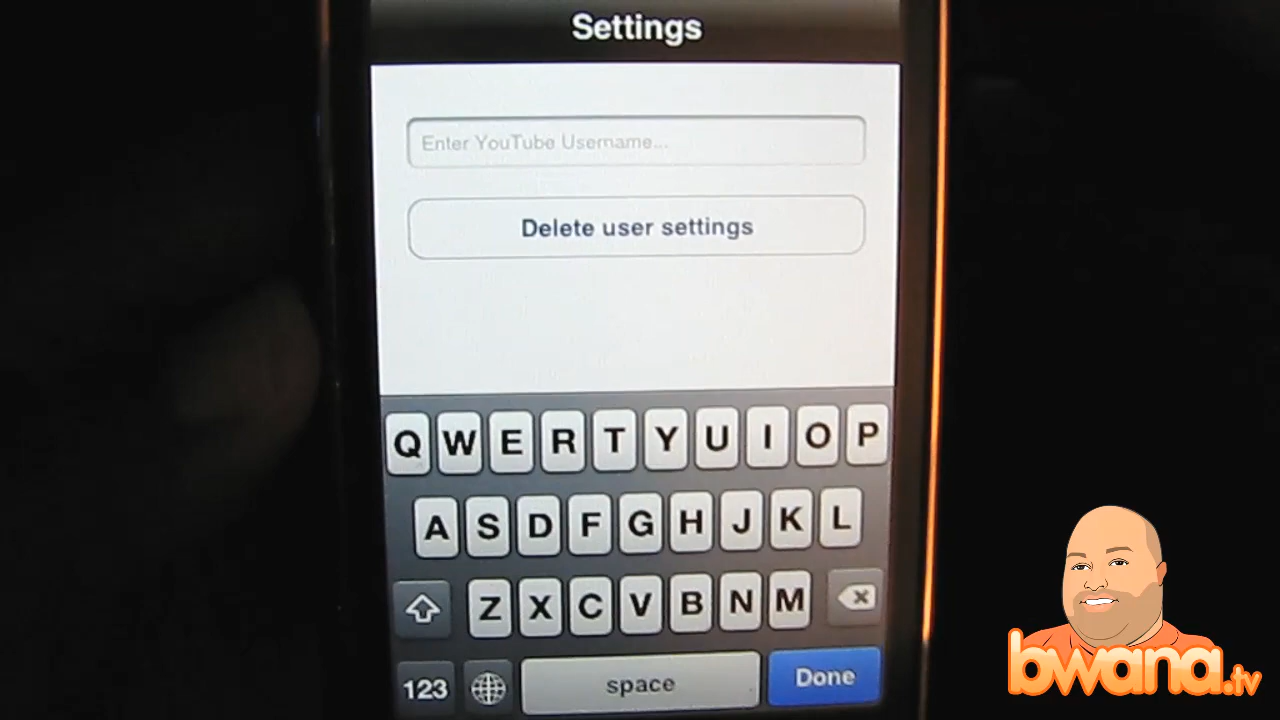 Settings
Enter YouTube Username...
Delete user settings
Q W E R T Y U I O P
A S D F G H J K L
Z X C V B N M
123 space Done
bwana.tv